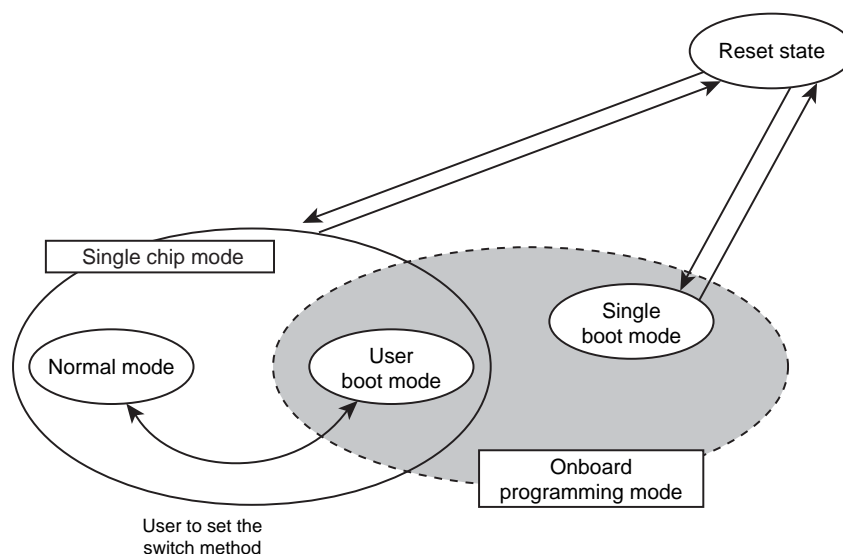 Reset state
Single chip mode
Single
boot mode
Normal mode
User
boot mode
Onboard
programming mode
User to set the
switch method